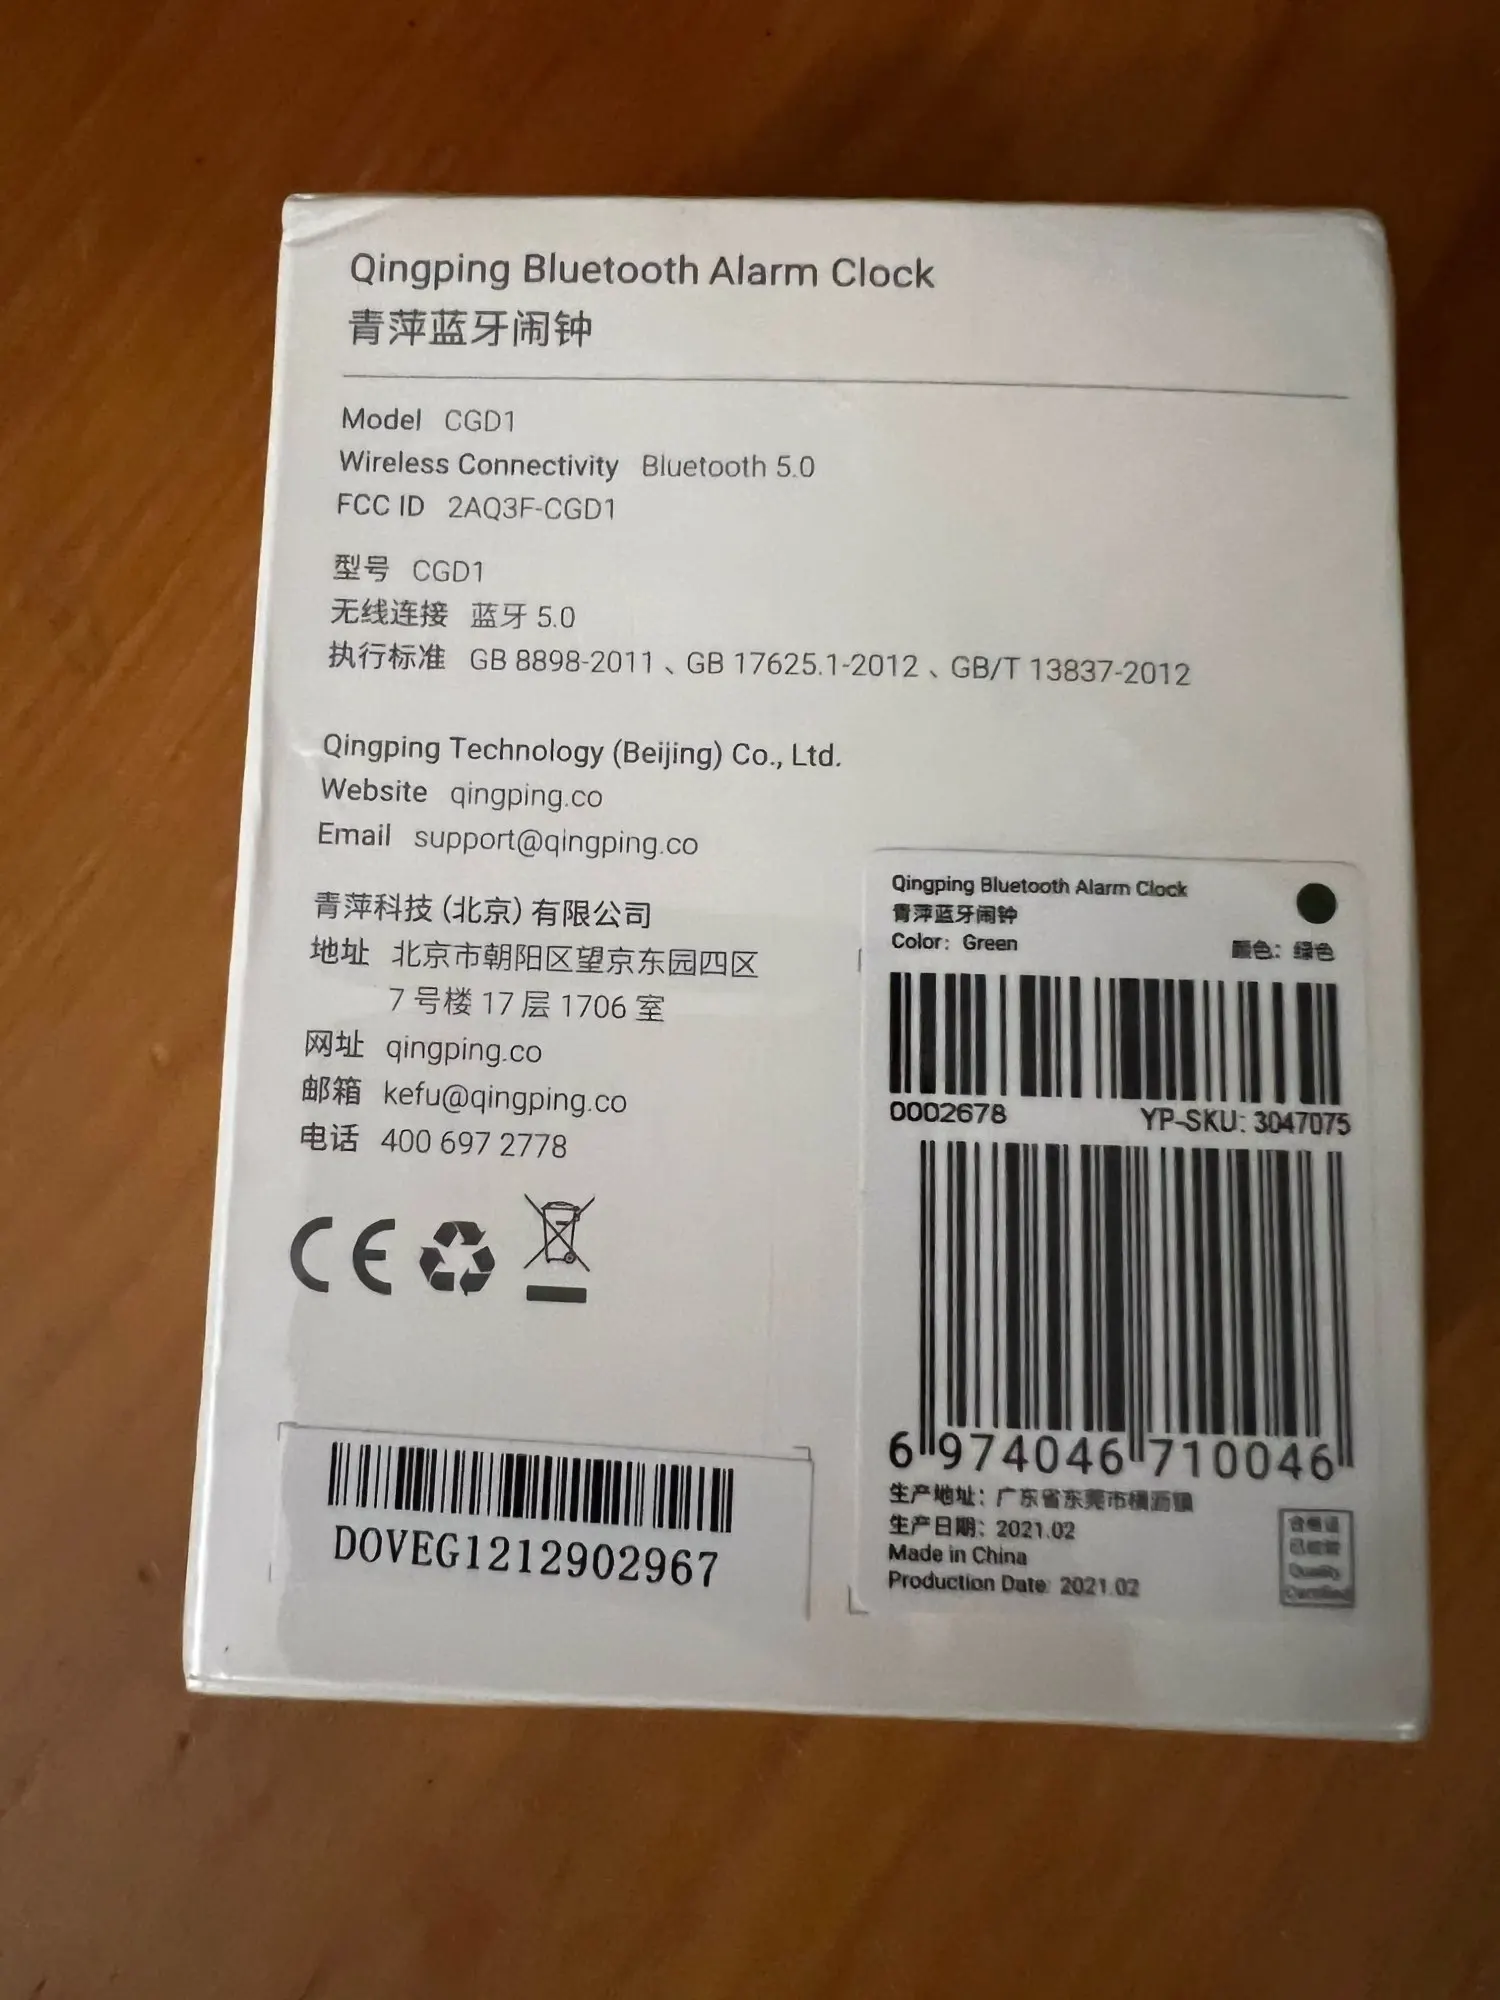 Qingping Bluetooth Alarm Clock
青萍蓝牙闹钟
Model CGD1
Wireless Connectivity Bluetooth 5.0
FCC ID 2AQ3F-CGD1
型号 CGD1
无线连接 蓝牙 5.0
执行标准 GB 8898-2011、GB 17625.1-2012、GB/T 13837-2012
Qingping Technology (Beijing) Co., Ltd.
Website qingping.co
Email support@qingping.co
青萍科技 (北京) 有限公司
地址 北京市朝阳区望京东园四区
7 号楼 17 层 1706 室
网址 qingping.co
邮箱 kefu@qingping.co
电话 400 697 2778
CE
DOVEG1212902967
Qingping Bluetooth Alarm Clock
青萍蓝牙闹钟
Color: Green 颜色: 绿色
0002678 YP-SKU: 3047075
6 974046 710046
生产地址: 广东省东莞市横沥镇
生产日期: 2021.02
Made in China
Production Date: 2021.02
合格证
Quality
Certified